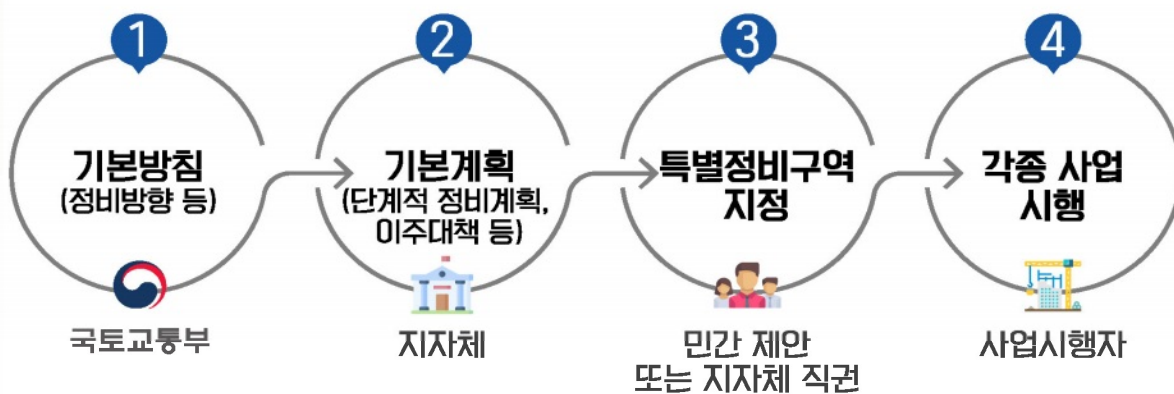 1
기본방침
(정비방향 등)
국토교통부
2
기본계획
(단계적 정비계획,
이주대책 등)
지자체
3
특별정비구역
지정
민간 제안
또는 지자체 직권
4
각종 사업
시행
사업시행자